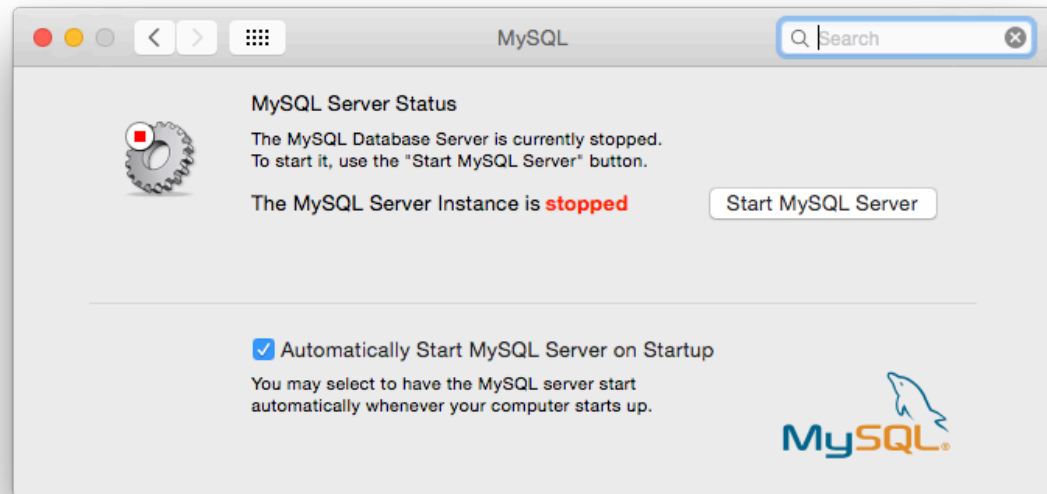 MySQL
Search
MySQL Server Status
The MySQL Database Server is currently stopped.
To start it, use the "Start MySQL Server" button.
The MySQL Server Instance is stopped
Start MySQL Server
Automatically Start MySQL Server on Startup
You may select to have the MySQL server start
automatically whenever your computer starts up.
MySQL®